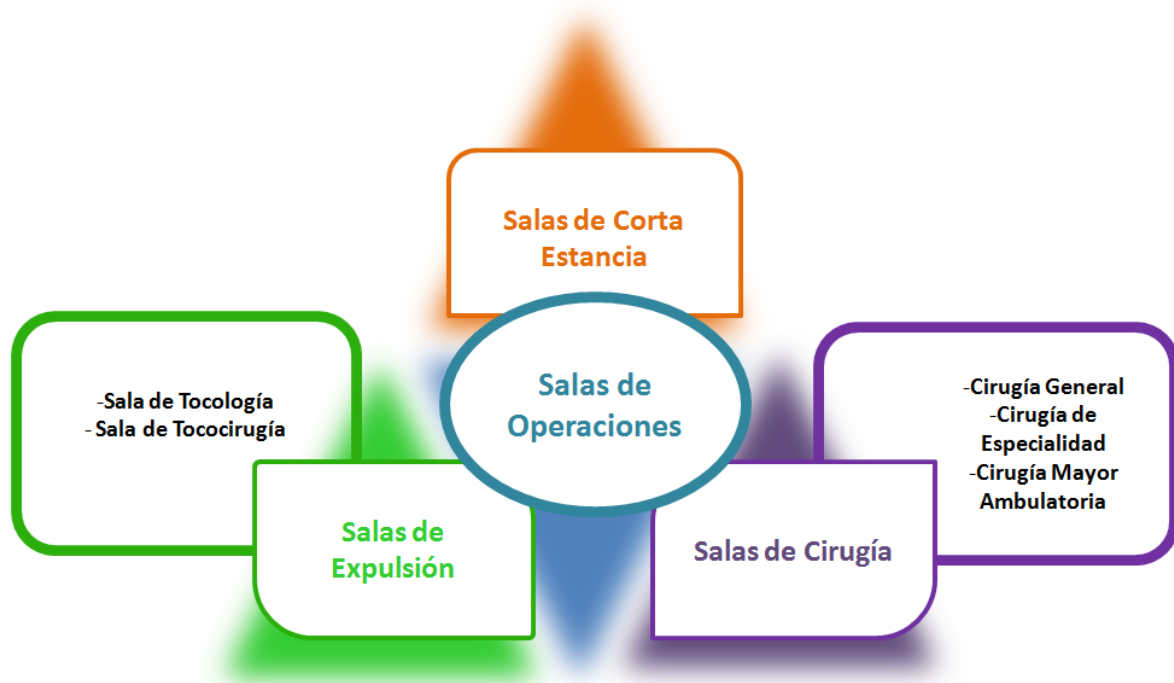 Salas de Corta
Estancia
Salas de
Operaciones
-Sala de Tocología
- Sala de Tococirugía
Salas de
Expulsión
-Cirugía General
-Cirugía de
Especialidad
-Cirugía Mayor
Ambulatoria
Salas de Cirugía